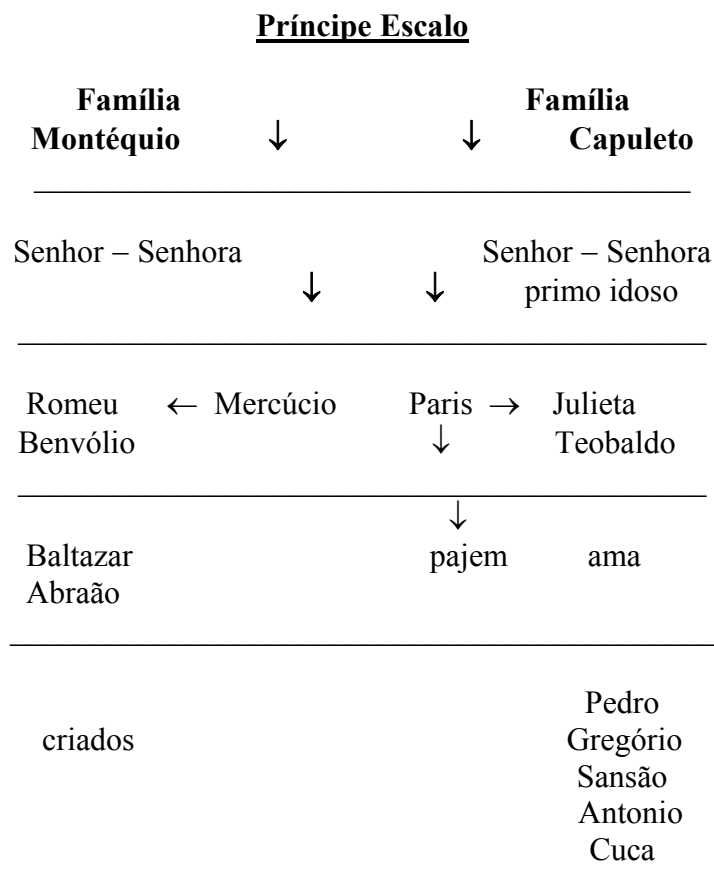 Príncipe Escalo
Família Família
Montéquio ↓ ↓ Capuleto
Senhor – Senhora Senhor – Senhora
↓ ↓ primo idoso
Romeu ← Mercúcio Paris → Julieta
Benvólio ↓ Teobaldo
↓
Baltazar pajem ama
Abraão
Pedro
criados Gregório
Sansão
Antonio
Cuca